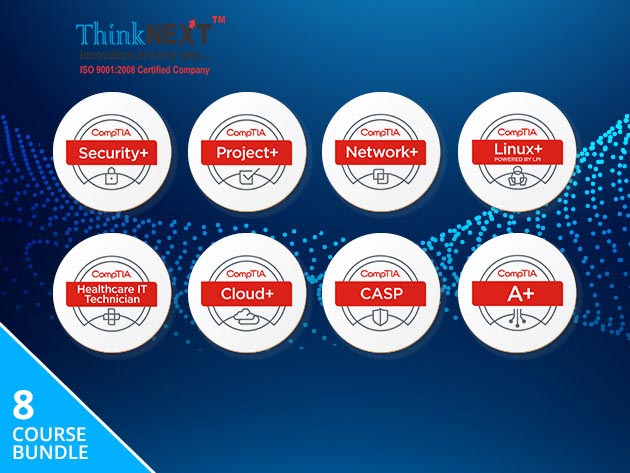 ThinkNEXT™
Innovation at every step...
ISO 9001:2008 Certified Company
CompTIA
Security+
CompTIA
Project+
CompTIA
Network+
CompTIA
Linux+
POWERED BY LPI
CompTIA
Healthcare IT
Technician
CompTIA
Cloud+
CompTIA
CASP
CompTIA
A+
8
COURSE
BUNDLE